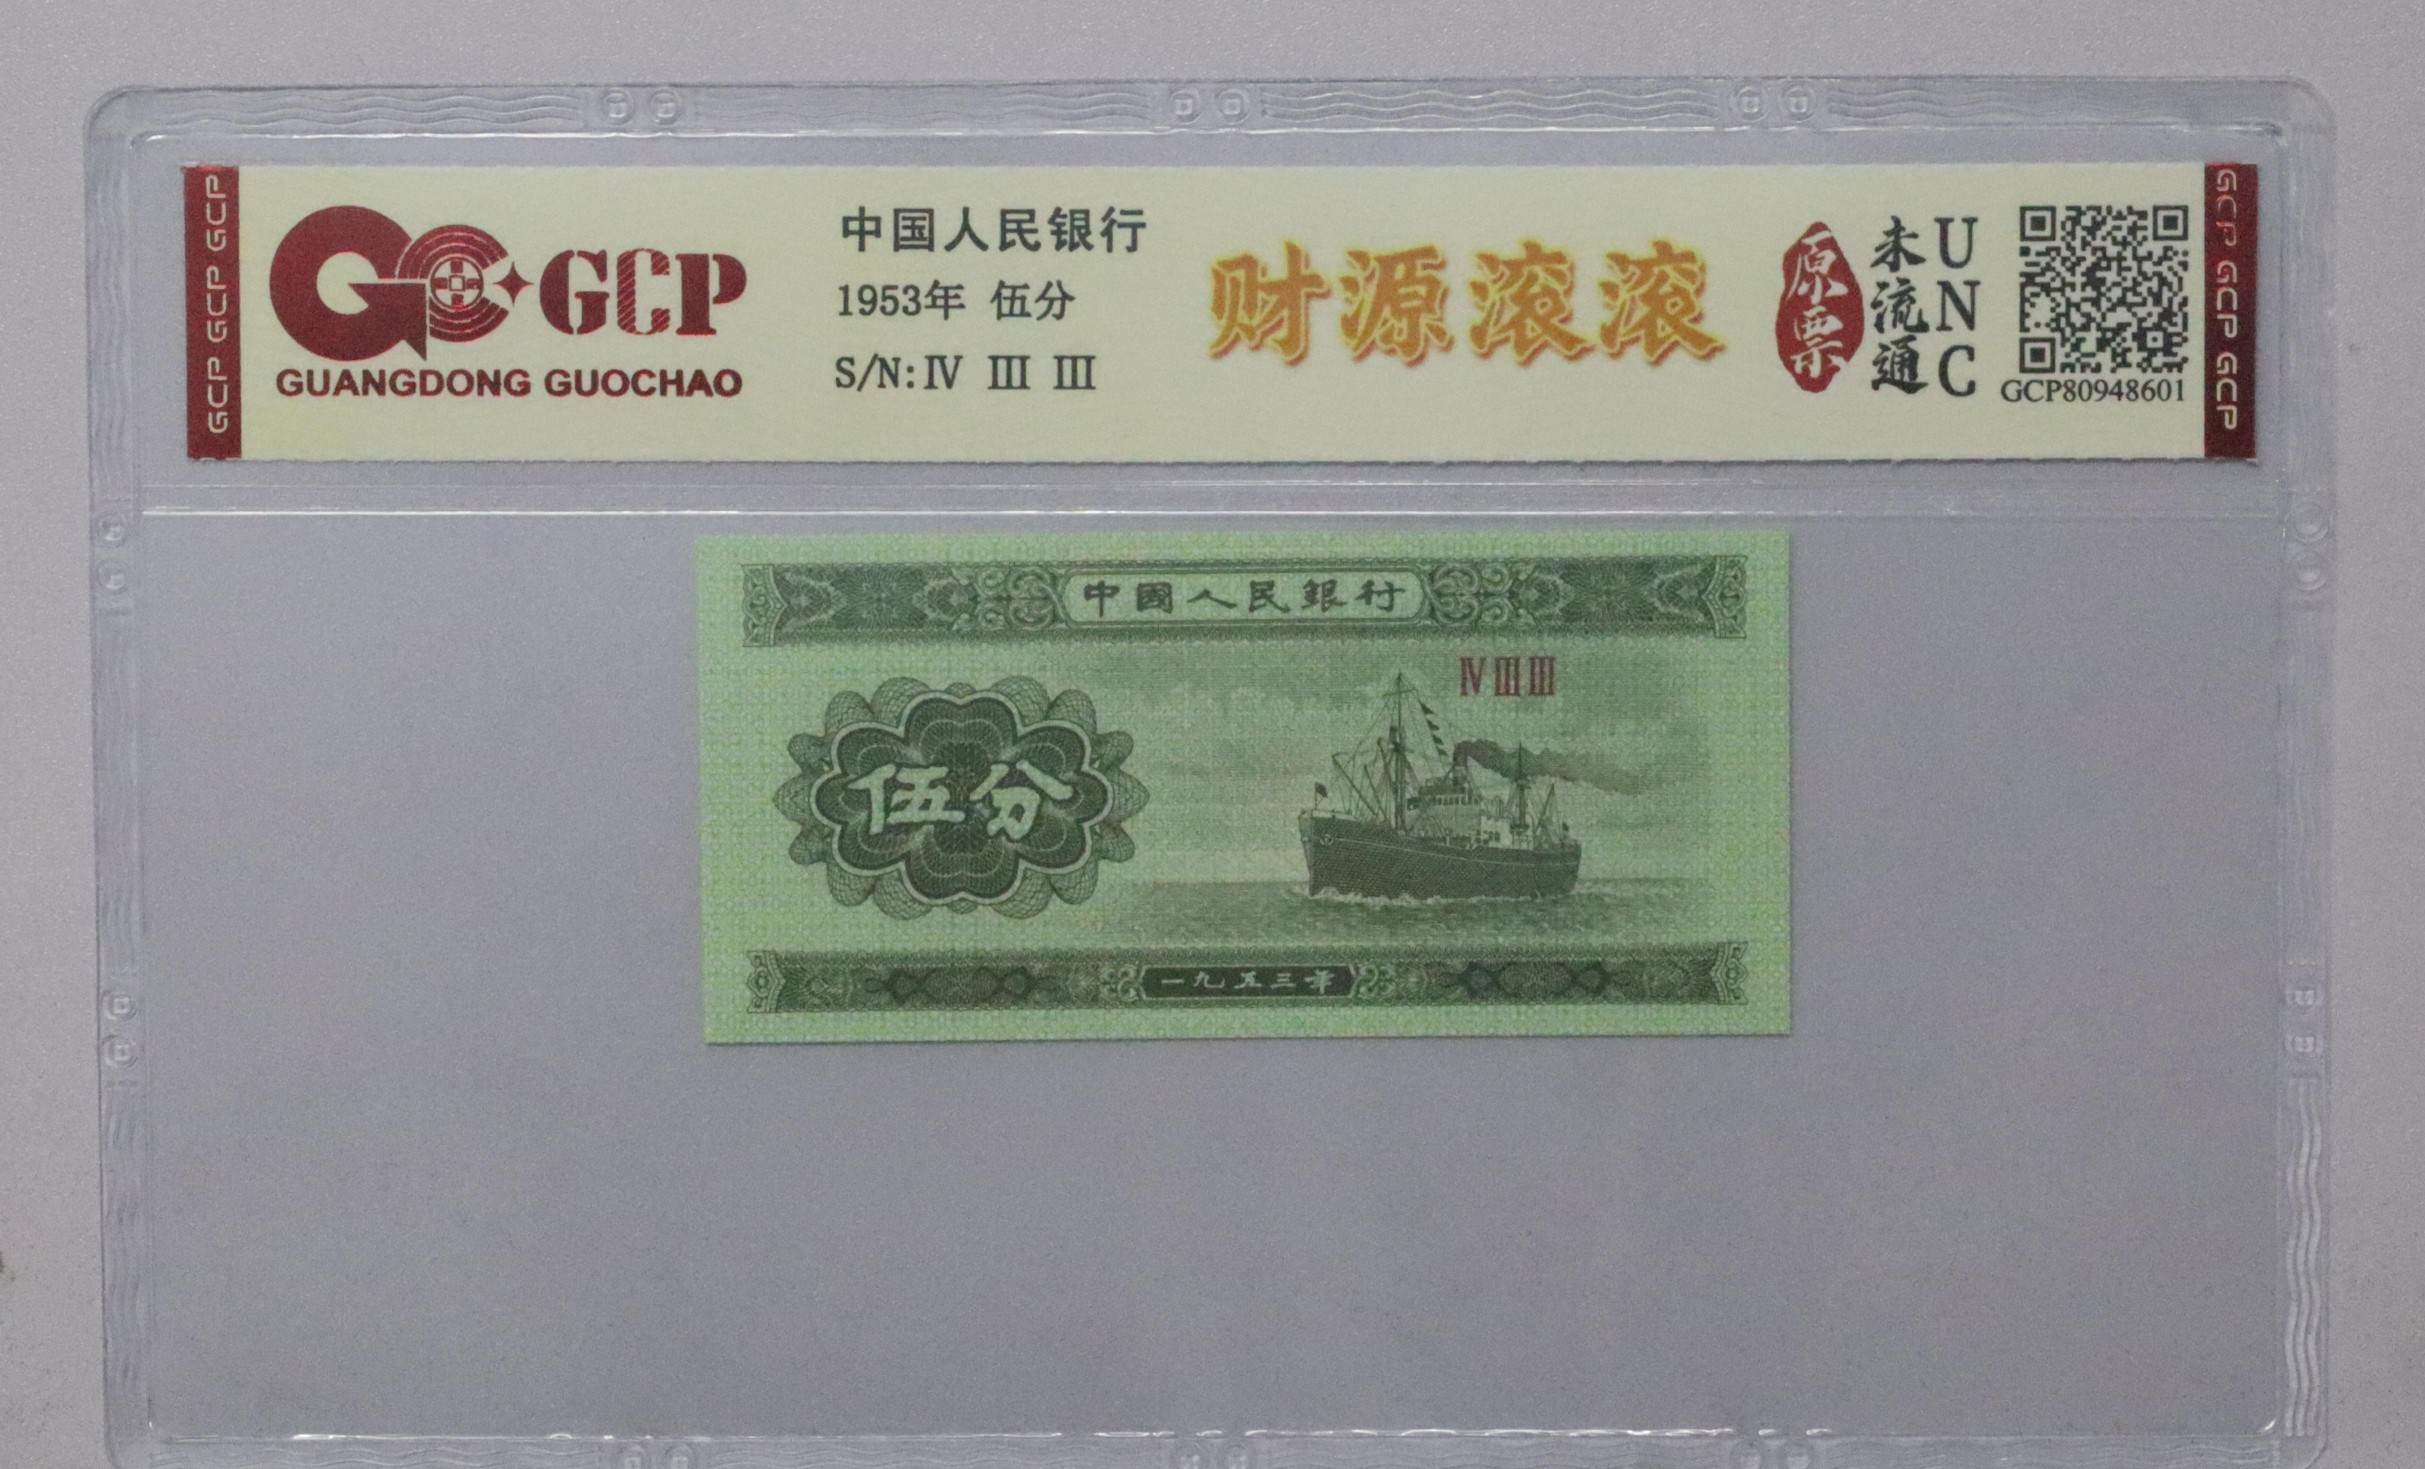 GCP GCP GCP
GCP
GUANGDONG GUOCHAO
中国人民银行
1953年 伍分
S/N:Ⅳ Ⅲ Ⅲ
财源滚滚
原票
未流通
UNC
GCP80948601
GCP GCP GCP
中國人民銀行
Ⅳ Ⅲ Ⅲ
伍分
一九五三年